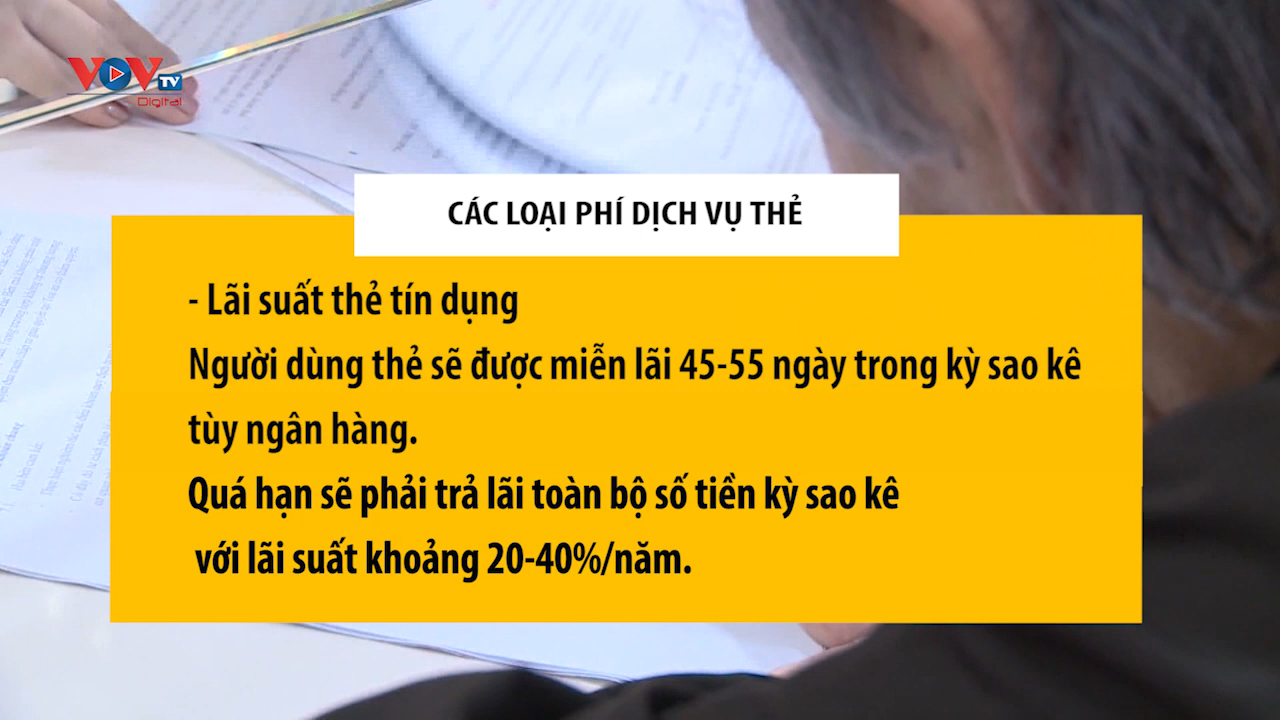 VOV TV
Digital
CÁC LOẠI PHÍ DỊCH VỤ THẺ
- Lãi suất thẻ tín dụng
Người dùng thẻ sẽ được miễn lãi 45-55 ngày trong kỳ sao kê
tùy ngân hàng.
Quá hạn sẽ phải trả lãi toàn bộ số tiền kỳ sao kê
với lãi suất khoảng 20-40%/năm.